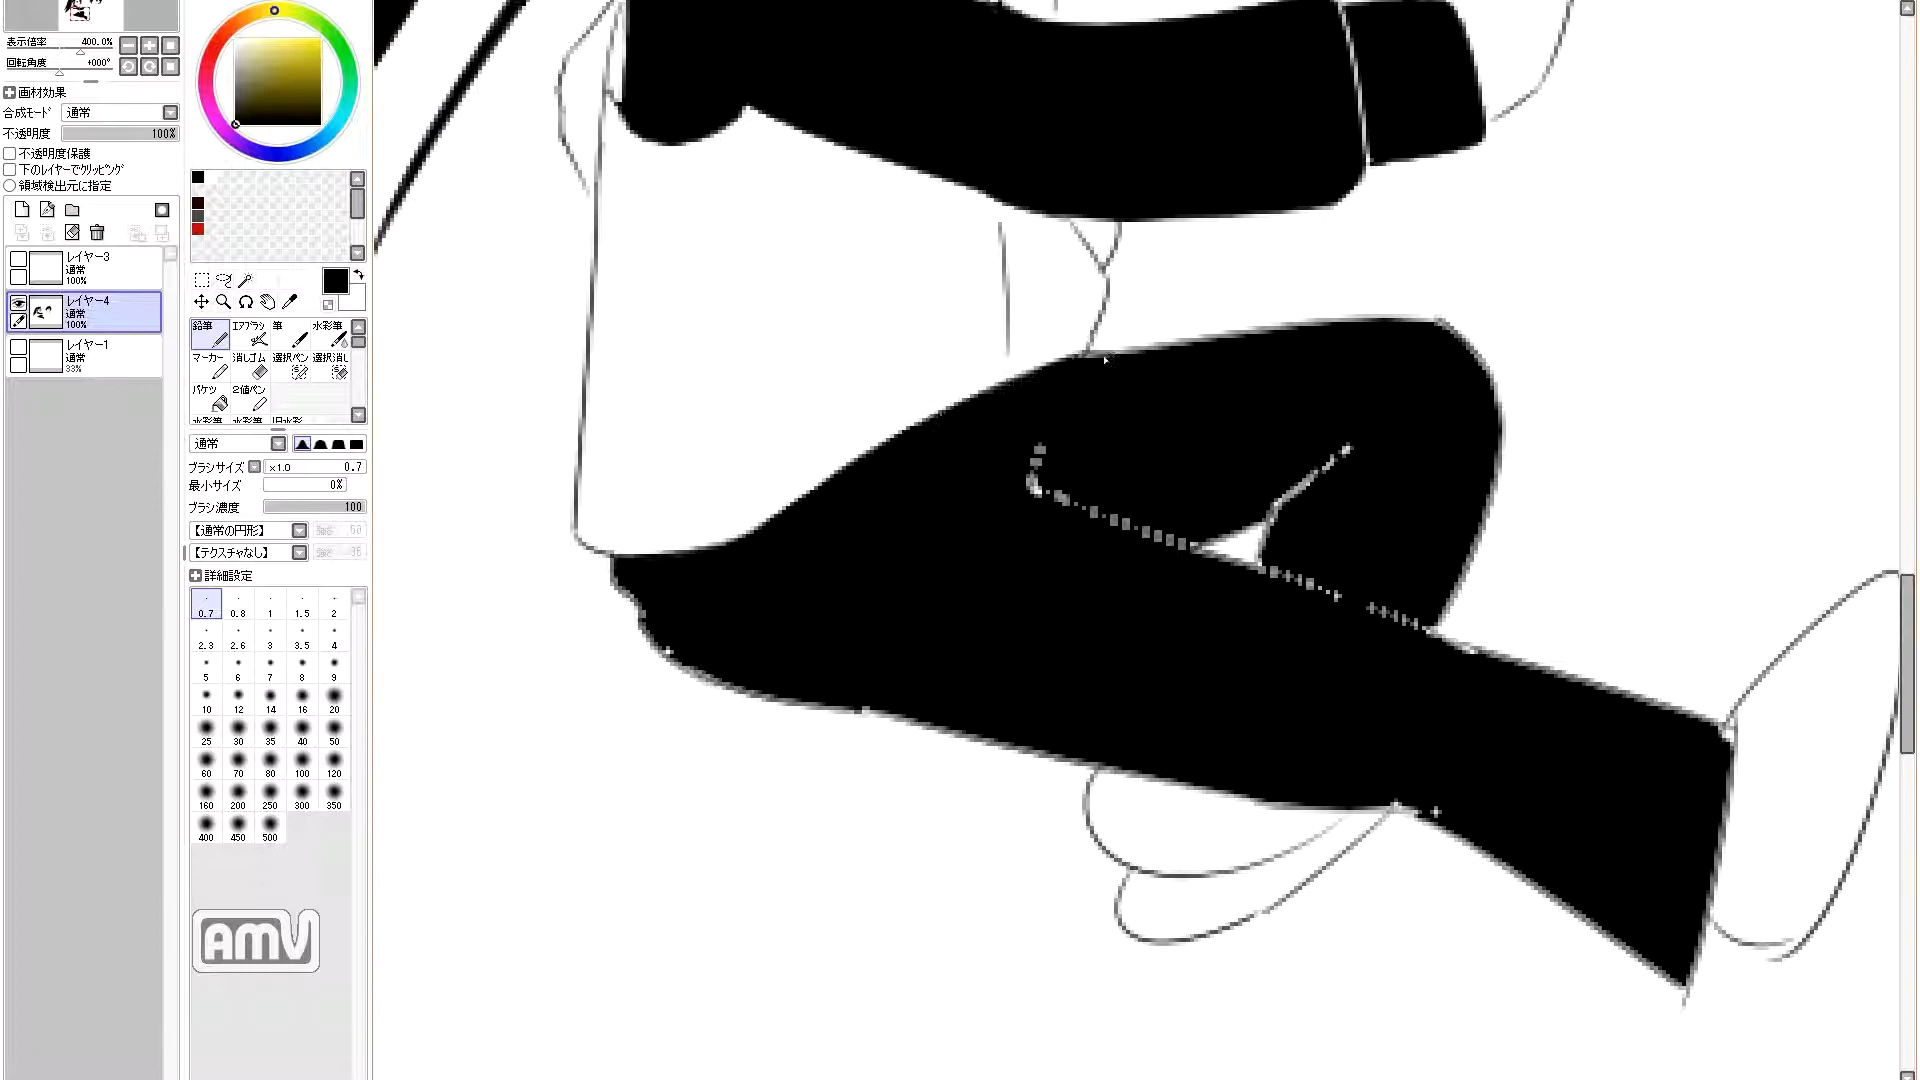 表示倍率 400.0%
回転角度 +000°
画材効果
合成モード 通常
不透明度 100%
不透明度保護
下のレイヤーでクリッピング
領域検出元に指定
レイヤー3
通常
100%
レイヤー4
通常
100%
レイヤー1
通常
33%
鉛筆 エアブラシ 筆 水彩筆
マーカー 消しゴム 選択ペン 選択消し
バケツ 2値ペン
通常
ブラシサイズ ×1.0 0.7
最小サイズ 0%
ブラシ濃度 100
【通常の円形】 50
【テクスチャなし】
詳細設定
0.7 0.8 1 1.5 2
2.3 2.6 3 3.5 4
5 6 7 8 9
10 12 14 16 20
25 30 35 40 50
60 70 80 100 120
160 200 250 300 350
400 450 500
AMV